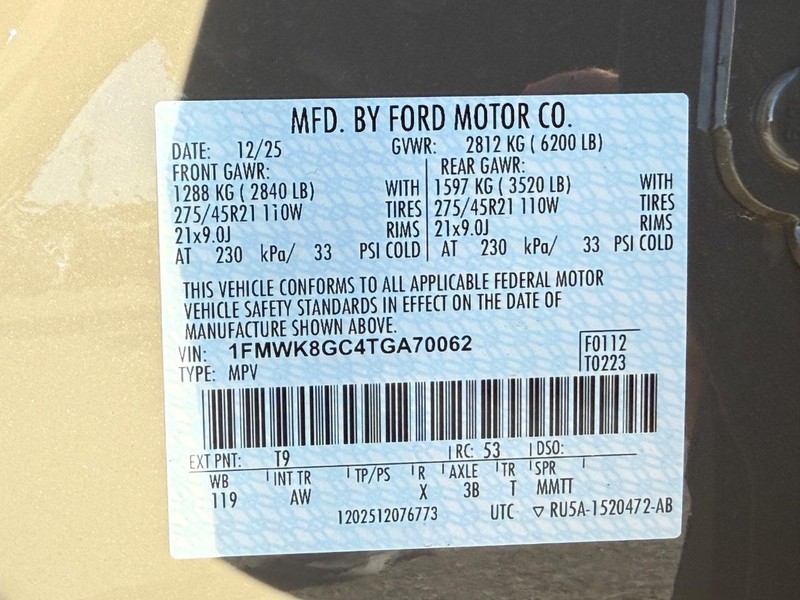 MFD. BY FORD MOTOR CO.
DATE: 12/25 GVWR: 2812 KG ( 6200 LB)
FRONT GAWR: REAR GAWR:
1288 KG ( 2840 LB) WITH 1597 KG ( 3520 LB) WITH
275/45R21 110W TIRES 275/45R21 110W TIRES
21x9.0J RIMS 21x9.0J RIMS
AT 230 kPa/ 33 PSI COLD AT 230 kPa/ 33 PSI COLD
THIS VEHICLE CONFORMS TO ALL APPLICABLE FEDERAL MOTOR
VEHICLE SAFETY STANDARDS IN EFFECT ON THE DATE OF
MANUFACTURE SHOWN ABOVE.
VIN: 1FMWK8GC4TGA70062 F0112
TYPE: MPV T0223
EXT PNT: T9 RC: 53 DSO:
WB INT TR TP/PS R AXLE TR SPR
119 AW X 3B T MMTT
1202512076773 UTC ▽ RU5A-1520472-AB